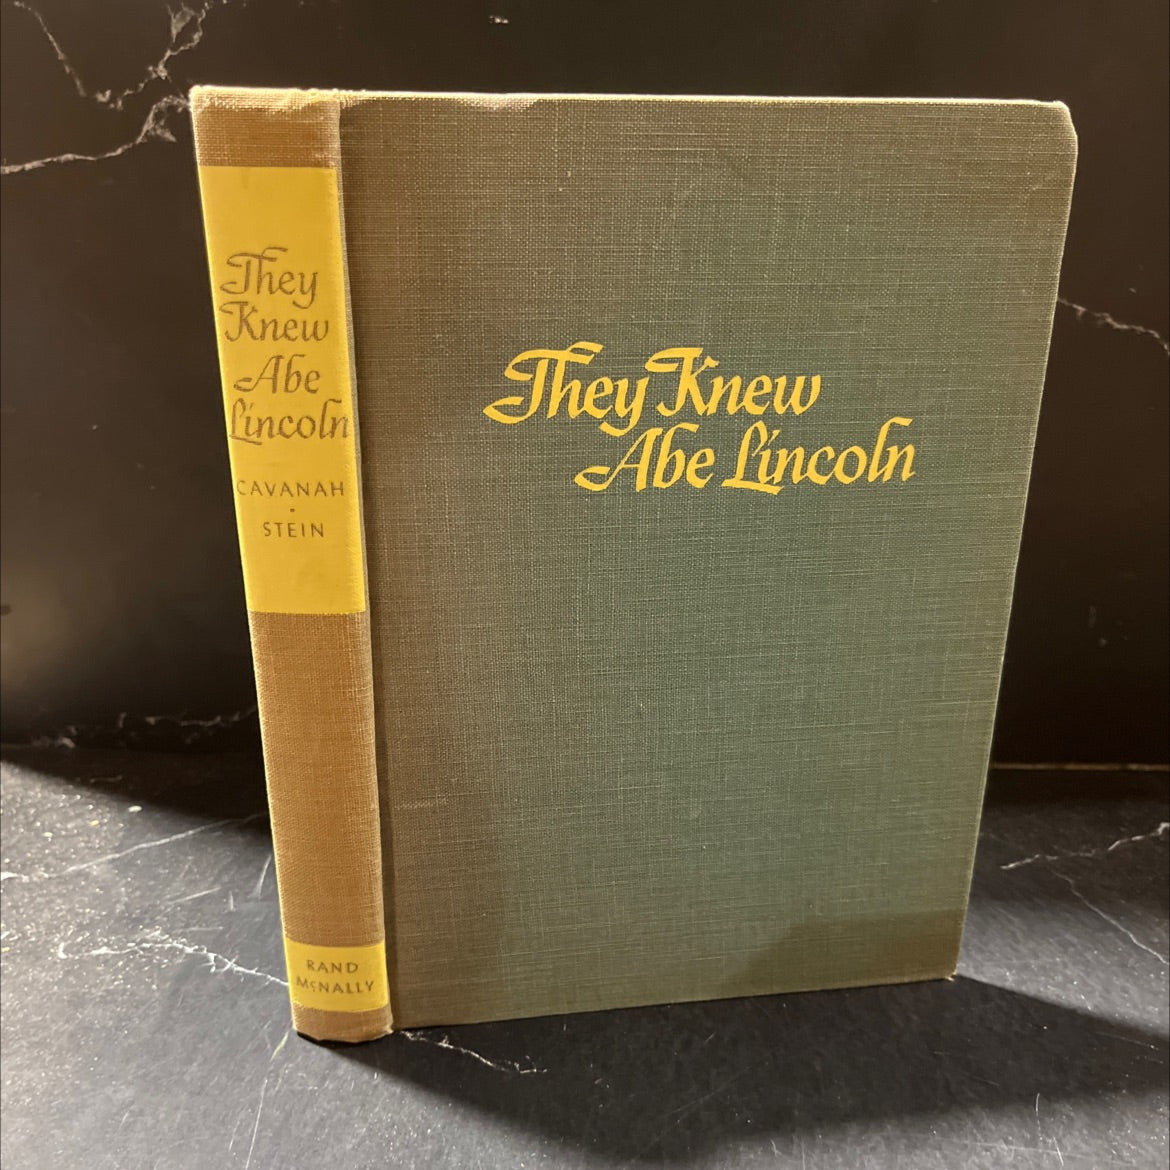 They
Knew
Abe
Lincoln
CAVANAH
·
STEIN
RAND
McNALLY
They Knew
Abe Lincoln